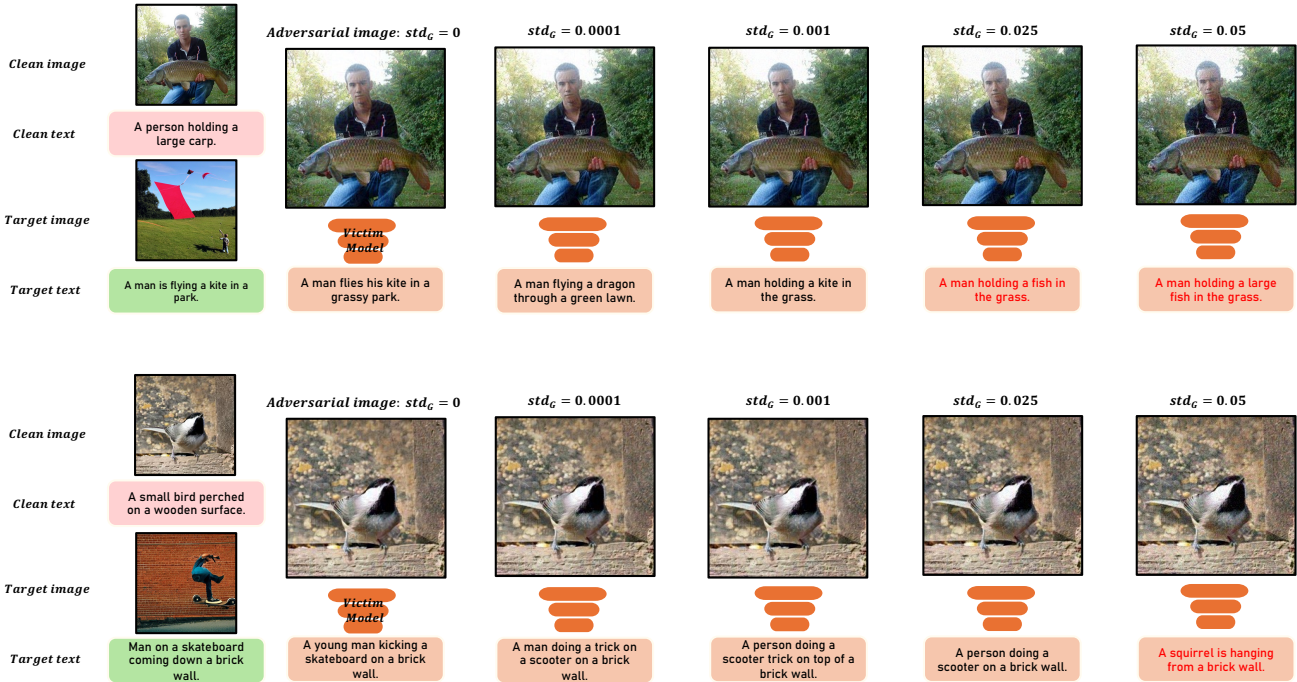 Adversarial image: std_G = 0
std_G = 0.0001
std_G = 0.001
std_G = 0.025
std_G = 0.05
Clean image
Clean text
A person holding a
large carp.
Target image
Victim
Model
Target text
A man is flying a kite in a
park.
A man flies his kite in a
grassy park.
A man flying a dragon
through a green lawn.
A man holding a kite in
the grass.
A man holding a fish in
the grass.
A man holding a large
fish in the grass.
Adversarial image: std_G = 0
std_G = 0.0001
std_G = 0.001
std_G = 0.025
std_G = 0.05
Clean image
Clean text
A small bird perched
on a wooden surface.
Target image
Victim
Model
Target text
Man on a skateboard
coming down a brick
wall.
A young man kicking a
skateboard on a brick
wall.
A man doing a trick on
a scooter on a brick
wall.
A person doing a
scooter trick on top of a
brick wall.
A person doing a
scooter on a brick wall.
A squirrel is hanging
from a brick wall.